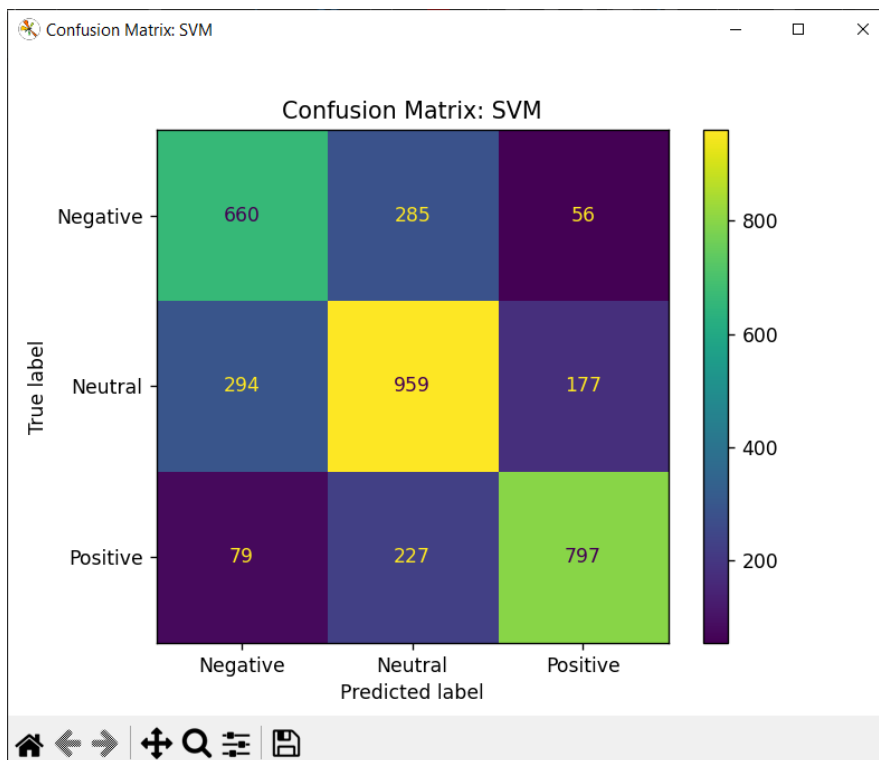 Confusion Matrix: SVM
Confusion Matrix: SVM
Negative 660 285 56
800
Neutral 294 959 177
600
400
Positive 79 227 797
200
True label
Negative Neutral Positive
Predicted label